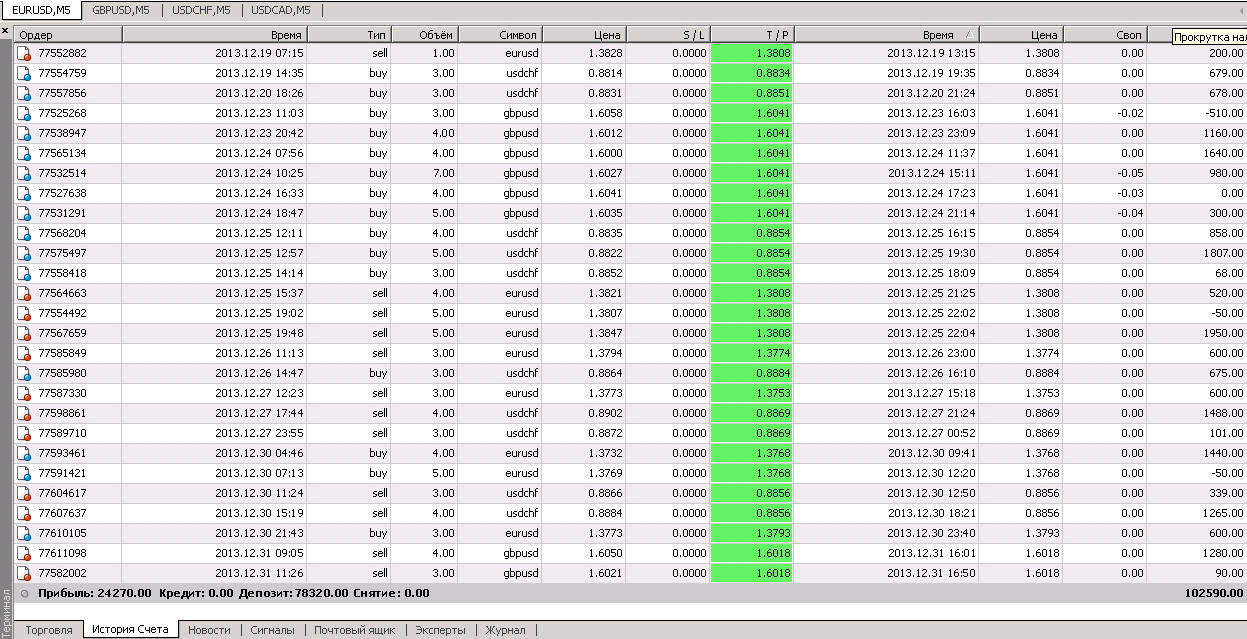 EURUSD,M5 GBPUSD,M5 USDCHF,M5 USDCAD,M5
Ордер Время Тип Объём Символ Цена S / L T / P Время Цена Своп Прокрутка на
77552882 2013.12.19 07:15 sell 1.00 eurusd 1.3828 0.0000 1.3808 2013.12.19 13:15 1.3808 0.00 200.00
77554759 2013.12.19 14:35 buy 3.00 usdchf 0.8814 0.0000 0.8834 2013.12.19 19:35 0.8834 0.00 679.00
77557856 2013.12.20 18:26 buy 3.00 usdchf 0.8831 0.0000 0.8851 2013.12.20 21:24 0.8851 0.00 678.00
77525268 2013.12.23 11:03 buy 3.00 gbpusd 1.6058 0.0000 1.6041 2013.12.23 16:03 1.6041 -0.02 -510.00
77538947 2013.12.23 20:42 buy 4.00 gbpusd 1.6012 0.0000 1.6041 2013.12.23 23:09 1.6041 0.00 1160.00
77565134 2013.12.24 07:56 buy 4.00 gbpusd 1.6000 0.0000 1.6041 2013.12.24 11:37 1.6041 0.00 1640.00
77532514 2013.12.24 10:25 buy 7.00 gbpusd 1.6027 0.0000 1.6041 2013.12.24 15:11 1.6041 -0.05 980.00
77527638 2013.12.24 16:33 buy 4.00 gbpusd 1.6041 0.0000 1.6041 2013.12.24 17:23 1.6041 -0.03 0.00
77531291 2013.12.24 18:47 buy 5.00 gbpusd 1.6035 0.0000 1.6041 2013.12.24 21:14 1.6041 -0.04 300.00
77568204 2013.12.25 12:11 buy 4.00 usdchf 0.8835 0.0000 0.8854 2013.12.25 16:15 0.8854 0.00 858.00
77575497 2013.12.25 12:57 buy 5.00 usdchf 0.8822 0.0000 0.8854 2013.12.25 19:30 0.8854 0.00 1807.00
77558418 2013.12.25 14:14 buy 3.00 usdchf 0.8852 0.0000 0.8854 2013.12.25 18:09 0.8854 0.00 68.00
77564663 2013.12.25 15:37 sell 4.00 eurusd 1.3821 0.0000 1.3808 2013.12.25 21:25 1.3808 0.00 520.00
77554492 2013.12.25 19:02 sell 5.00 eurusd 1.3807 0.0000 1.3808 2013.12.25 22:02 1.3808 0.00 -50.00
77567659 2013.12.25 19:48 sell 5.00 eurusd 1.3847 0.0000 1.3808 2013.12.25 22:04 1.3808 0.00 1950.00
77585849 2013.12.26 11:13 sell 3.00 eurusd 1.3794 0.0000 1.3774 2013.12.26 23:00 1.3774 0.00 600.00
77585980 2013.12.26 14:47 buy 3.00 usdchf 0.8864 0.0000 0.8884 2013.12.26 16:10 0.8884 0.00 675.00
77587330 2013.12.27 12:23 sell 3.00 eurusd 1.3773 0.0000 1.3753 2013.12.27 15:18 1.3753 0.00 600.00
77598861 2013.12.27 17:44 sell 4.00 usdchf 0.8902 0.0000 0.8869 2013.12.27 21:24 0.8869 0.00 1488.00
77589710 2013.12.27 23:55 sell 3.00 usdchf 0.8872 0.0000 0.8869 2013.12.27 00:52 0.8869 0.00 101.00
77593461 2013.12.30 04:46 buy 4.00 eurusd 1.3732 0.0000 1.3768 2013.12.30 09:41 1.3768 0.00 1440.00
77591421 2013.12.30 07:13 buy 5.00 eurusd 1.3769 0.0000 1.3768 2013.12.30 12:20 1.3768 0.00 -50.00
77604617 2013.12.30 11:24 sell 3.00 usdchf 0.8866 0.0000 0.8856 2013.12.30 12:50 0.8856 0.00 339.00
77607637 2013.12.30 15:19 sell 4.00 usdchf 0.8884 0.0000 0.8856 2013.12.30 18:21 0.8856 0.00 1265.00
77610105 2013.12.30 21:43 buy 3.00 eurusd 1.3773 0.0000 1.3793 2013.12.30 23:40 1.3793 0.00 600.00
77611098 2013.12.31 09:05 sell 4.00 gbpusd 1.6050 0.0000 1.6018 2013.12.31 16:01 1.6018 0.00 1280.00
77582002 2013.12.31 11:26 sell 3.00 gbpusd 1.6021 0.0000 1.6018 2013.12.31 16:50 1.6018 0.00 90.00
Прибыль: 24270.00 Кредит: 0.00 Депозит: 78320.00 Снятие: 0.00 102590.00
Терминал
Торговля История Счета Новости Сигналы Почтовый ящик Эксперты Журнал